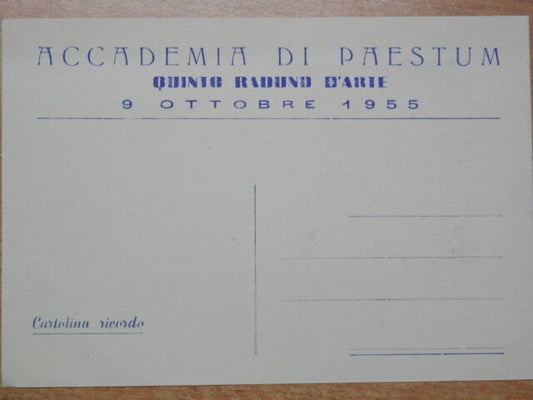 ACCADEMIA DI PAESTUM
QUINTO RADUNO D'ARTE
9 OTTOBRE 1955
Cartolina ricordo